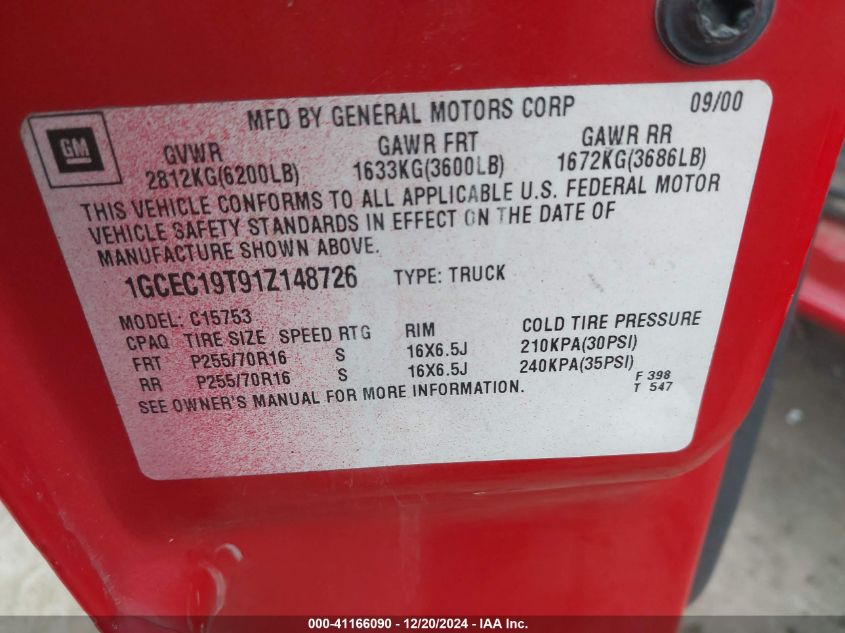 MFD BY GENERAL MOTORS CORP 09/00
GM
GVWR GAWR FRT GAWR RR
2812KG(6200LB) 1633KG(3600LB) 1672KG(3686LB)
THIS VEHICLE CONFORMS TO ALL APPLICABLE U.S. FEDERAL MOTOR
VEHICLE SAFETY STANDARDS IN EFFECT ON THE DATE OF
MANUFACTURE SHOWN ABOVE.
1GCEC19T91Z148726 TYPE: TRUCK
MODEL: C15753
CPAQ TIRE SIZE SPEED RTG RIM COLD TIRE PRESSURE
FRT P255/70R16 S 16X6.5J 210KPA(30PSI)
RR P255/70R16 S 16X6.5J 240KPA(35PSI)
SEE OWNER'S MANUAL FOR MORE INFORMATION.
F 398
T 547
000-41166090 - 12/20/2024 - IAA Inc.